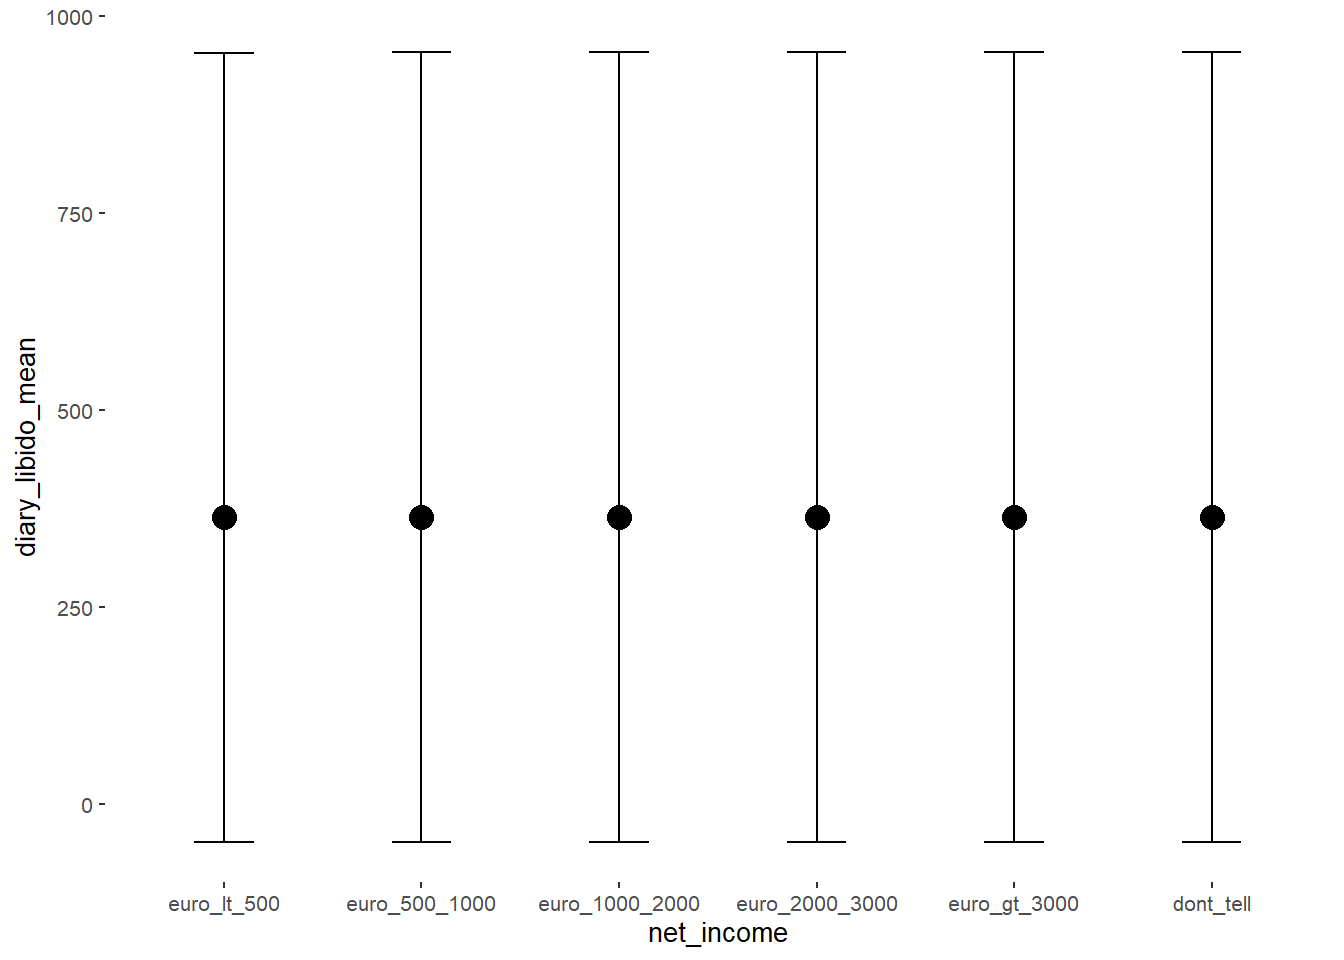 1000
750
500
250
0
diary_libido_mean
euro_lt_500 euro_500_1000 euro_1000_2000 euro_2000_3000 euro_gt_3000 dont_tell
net_income